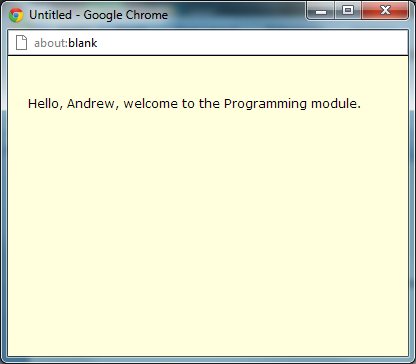 Untitled - Google Chrome
about:blank
Hello, Andrew, welcome to the Programming module.